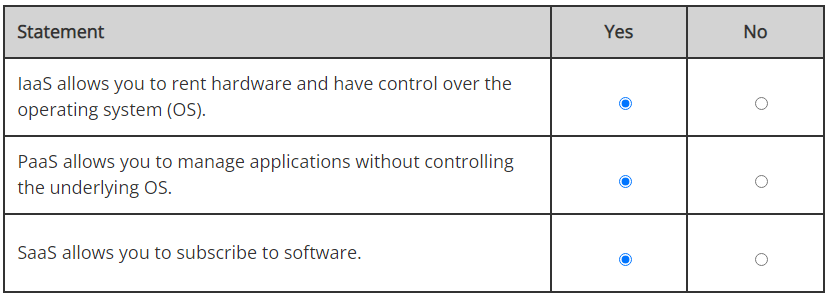 Statement Yes No
IaaS allows you to rent hardware and have control over the
operating system (OS).
PaaS allows you to manage applications without controlling
the underlying OS.
SaaS allows you to subscribe to software.